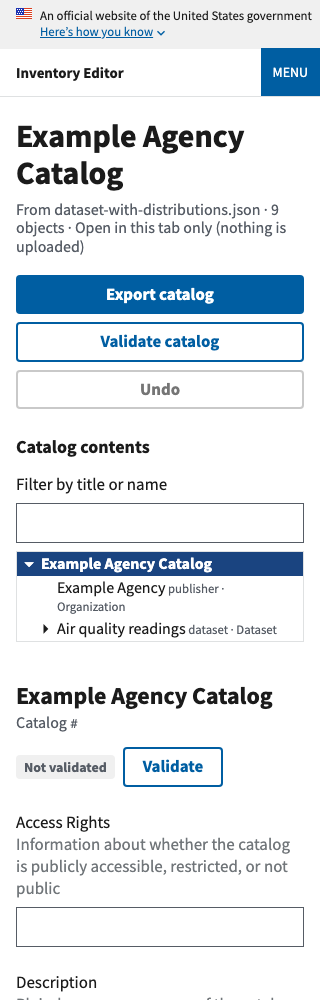 An official website of the United States government
Here's how you know
Inventory Editor
MENU
Example Agency
Catalog
From dataset-with-distributions.json · 9
objects · Open in this tab only (nothing is
uploaded)
Export catalog
Validate catalog
Undo
Catalog contents
Filter by title or name
Example Agency Catalog
Example Agency publisher ·
Organization
Air quality readings dataset · Dataset
Example Agency Catalog
Catalog #
Not validated
Validate
Access Rights
Information about whether the catalog
is publicly accessible, restricted, or not
public
Description